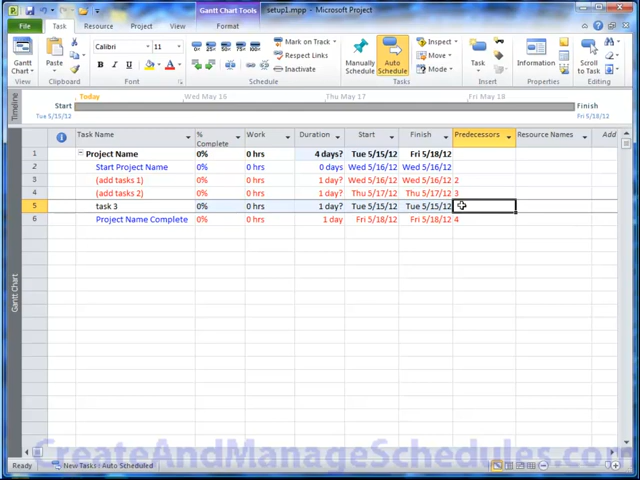 Gantt Chart Tools
setup1.mpp - Microsoft Project
File Task Resource Project View Format
Gantt Chart
Paste
Calibri 11
B I U A
Mark on Track
Respect Links
Inactivate
Manually Schedule
Auto Schedule
Inspect
Move
Mode
Task
Insert
Information
Scroll to Task
View Clipboard Font Schedule Tasks Properties Editing
Timeline
Today Wed May 16 Thu May 17 Fri May 18
Start
Tue 5/15/12
Finish
Fri 5/18/12
Task Name % Complete Work Duration Start Finish Predecessors Resource Names Add
1 Project Name 0% 0 hrs 4 days? Tue 5/15/12 Fri 5/18/12
2 Start Project Name 0% 0 hrs 0 days Wed 5/16/12 Wed 5/16/12
3 (add tasks 1) 0% 0 hrs 1 day? Wed 5/16/12 Wed 5/16/12 2
4 (add tasks 2) 0% 0 hrs 1 day? Thu 5/17/12 Thu 5/17/12 3
5 task 3 0% 0 hrs 1 day? Tue 5/15/12 Tue 5/15/12
6 Project Name Complete 0% 0 hrs 1 day Fri 5/18/12 Fri 5/18/12 4
Gantt Chart
CreateAndManageSchedules.com
Ready New Tasks : Auto Scheduled